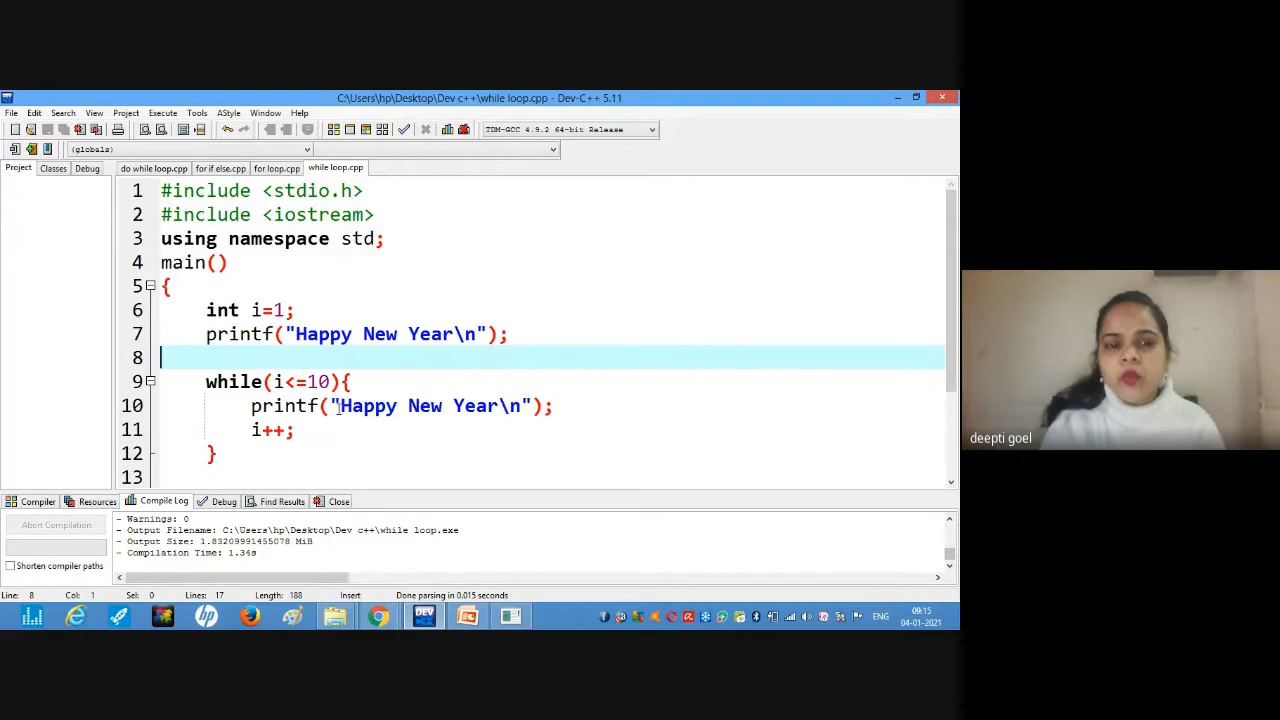 C:\Users\hp\Desktop\Dev c++\while loop.cpp - Dev-C++ 5.11
File Edit Search View Project Execute Tools AStyle Window Help
TDM-GCC 4.9.2 64-bit Release
(globals)
Project Classes Debug
do while loop.cpp for if else.cpp for loop.cpp while loop.cpp
1 #include <stdio.h>
2 #include <iostream>
3 using namespace std;
4 main()
5 {
6 int i=1;
7 printf("Happy New Year\n");
8
9 while(i<=10){
10 printf("Happy New Year\n");
11 i++;
12 }
13
deepti goel
Compiler Resources Compile Log Debug Find Results Close
Abort Compilation
Shorten compiler paths
- Warnings: 0
- Output Filename: C:\Users\hp\Desktop\Dev c++\while loop.exe
- Output Size: 1.83209991455078 MiB
- Compilation Time: 1.34s
Line: 8 Col: 1 Sel: 0 Lines: 17 Length: 188 Insert Done parsing in 0.015 seconds
DEV
ENG
09:15
04-01-2021